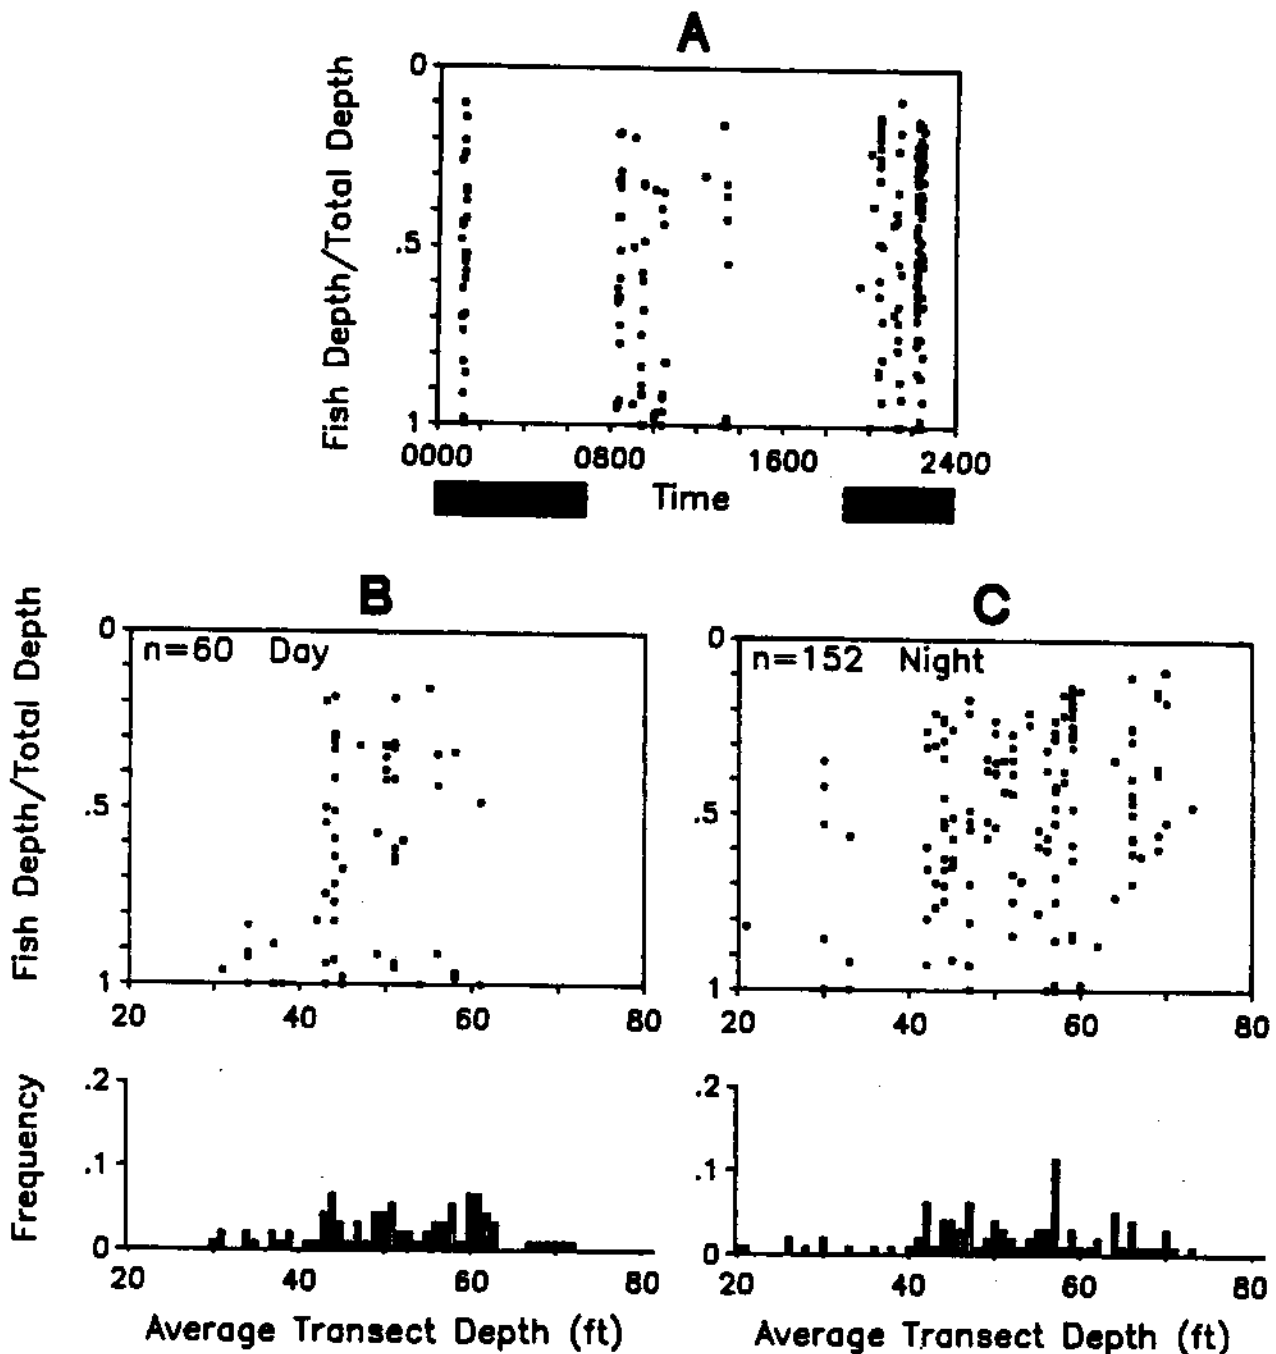 A
Fish Depth/Total Depth
0
.5
1
0000 0800 1600 2400
Time
B
Fish Depth/Total Depth
0
n=60 Day
.5
1
20 40 60 80
C
0
n=152 Night
.5
1
20 40 60 80
Frequency
.2
.1
0
20 40 60 80
Average Transect Depth (ft)
.2
.1
0
20 40 60 80
Average Transect Depth (ft)